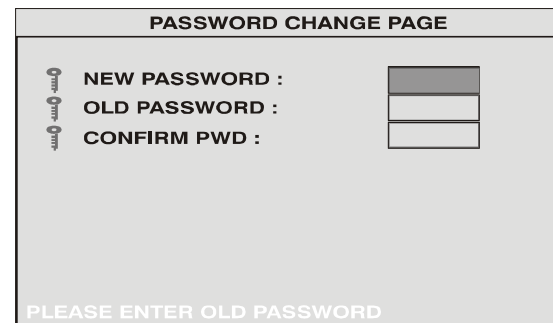 PASSWORD CHANGE PAGE
NEW PASSWORD :
OLD PASSWORD :
CONFIRM PWD :
PLEASE ENTER OLD PASSWORD